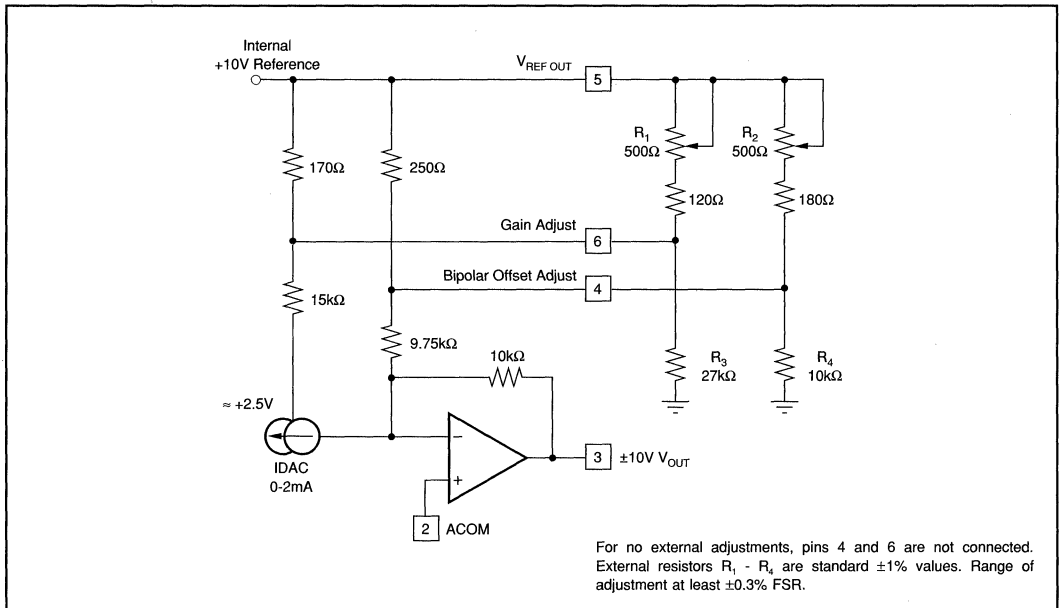 Internal
+10V Reference
V_REF OUT
5
R₁
500Ω
R₂
500Ω
170Ω
250Ω
120Ω
180Ω
Gain Adjust
6
Bipolar Offset Adjust
4
15kΩ
9.75kΩ
10kΩ
R₃
27kΩ
R₄
10kΩ
≈ +2.5V
IDAC
0-2mA
−
+
3
±10V V_OUT
2
ACOM
For no external adjustments, pins 4 and 6 are not connected.
External resistors R₁ - R₄ are standard ±1% values. Range of
adjustment at least ±0.3% FSR.